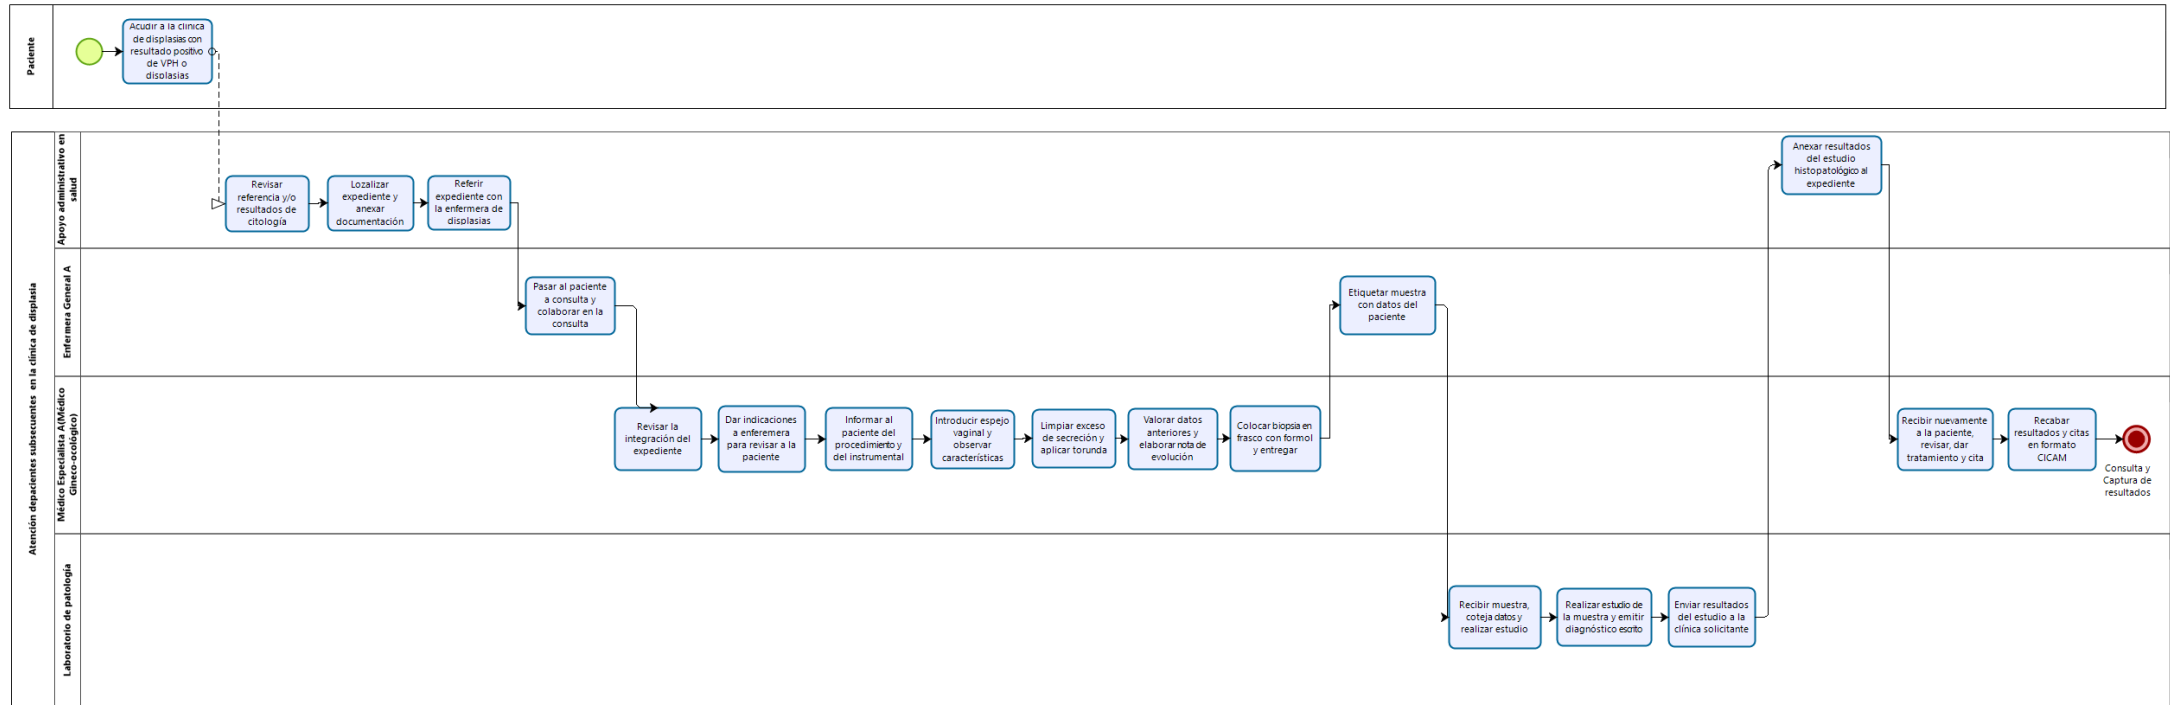 Paciente
Acudir a la clínica
de displasias con
resultado positivo
de VPH o
displasias
Atención depacientes subsecuentes en la clínica de displasia
Apoyo administrativo en
salud
Revisar
referencia y/o
resultados de
citología
Lozalizar
expediente y
anexar
documentación
Referir
expediente con
la enfermera de
displasias
Anexar resultados
del estudio
histopatológico al
expediente
Enfermera General A
Pasar al paciente
a consulta y
colaborar en la
consulta
Etiquetar muestra
con datos del
paciente
Médico Especialista A(Médico
Gineco-ocológico)
Revisar la
integración del
expediente
Dar indicaciones
a enferemera
para revisar a la
paciente
Informar al
paciente del
procedimiento y
del instrumental
Introducir espejo
vaginal y
observar
características
Limpiar exceso
de secreción y
aplicar torunda
Valorar datos
anteriores y
elaborar nota de
evolución
Colocar biopsia en
frasco con formol
y entregar
Recibir nuevamente
a la paciente,
revisar, dar
tratamiento y cita
Recabar
resultados y citas
en formato
CICAM
Consulta y
Captura de
resultados
Laboratorio de patología
Recibir muestra,
coteja datos y
realizar estudio
Realizar estudio de
la muestra y emitir
diagnóstico escrito
Enviar resultados
del estudio a la
clínica solicitante